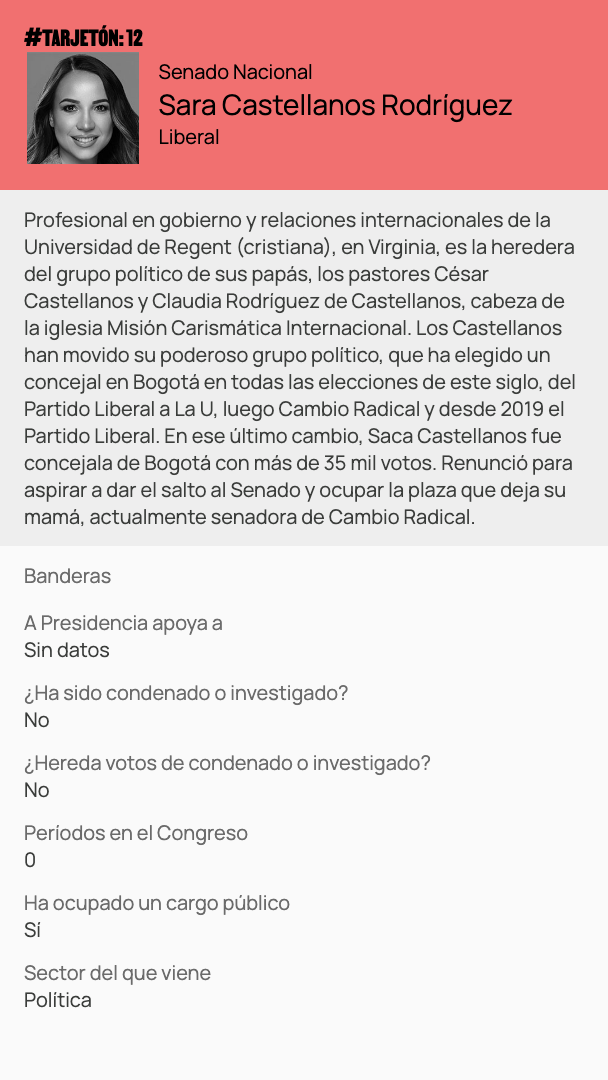 #TARJETÓN: 12
Senado Nacional
Sara Castellanos Rodríguez
Liberal
Profesional en gobierno y relaciones internacionales de la
Universidad de Regent (cristiana), en Virginia, es la heredera
del grupo político de sus papás, los pastores César
Castellanos y Claudia Rodríguez de Castellanos, cabeza de
la iglesia Misión Carismática Internacional. Los Castellanos
han movido su poderoso grupo político, que ha elegido un
concejal en Bogotá en todas las elecciones de este siglo, del
Partido Liberal a La U, luego Cambio Radical y desde 2019 el
Partido Liberal. En ese último cambio, Saca Castellanos fue
concejala de Bogotá con más de 35 mil votos. Renunció para
aspirar a dar el salto al Senado y ocupar la plaza que deja su
mamá, actualmente senadora de Cambio Radical.
Banderas
A Presidencia apoya a
Sin datos
¿Ha sido condenado o investigado?
No
¿Hereda votos de condenado o investigado?
No
Períodos en el Congreso
0
Ha ocupado un cargo público
Sí
Sector del que viene
Política